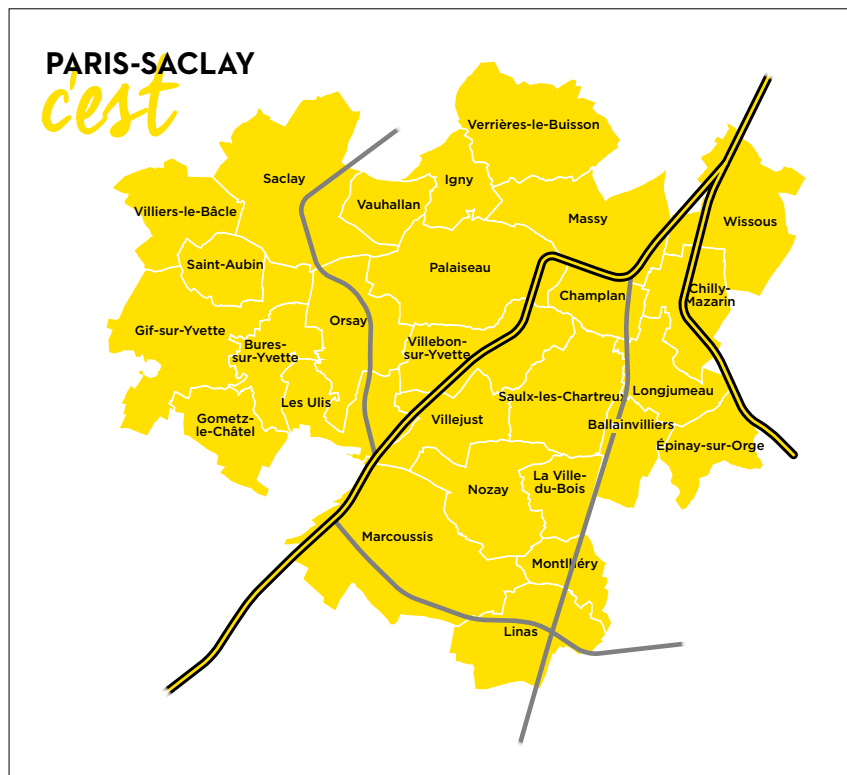 PARIS-SACLAY
c'est
Verrières-le-Buisson
Igny
Saclay
Vauhallan
Villiers-le-Bâcle
Massy
Wissous
Saint-Aubin
Palaiseau
Champlan
Chilly-
Mazarin
Gif-sur-Yvette
Orsay
Bures-
sur-Yvette
Villebon-
sur-Yvette
Les Ulis
Saulx-les-Chartreux
Longjumeau
Gometz-
le-Châtel
Villejust
Ballainvilliers
Épinay-sur-Orge
Nozay
La Ville-
du-Bois
Marcoussis
Montlhéry
Linas